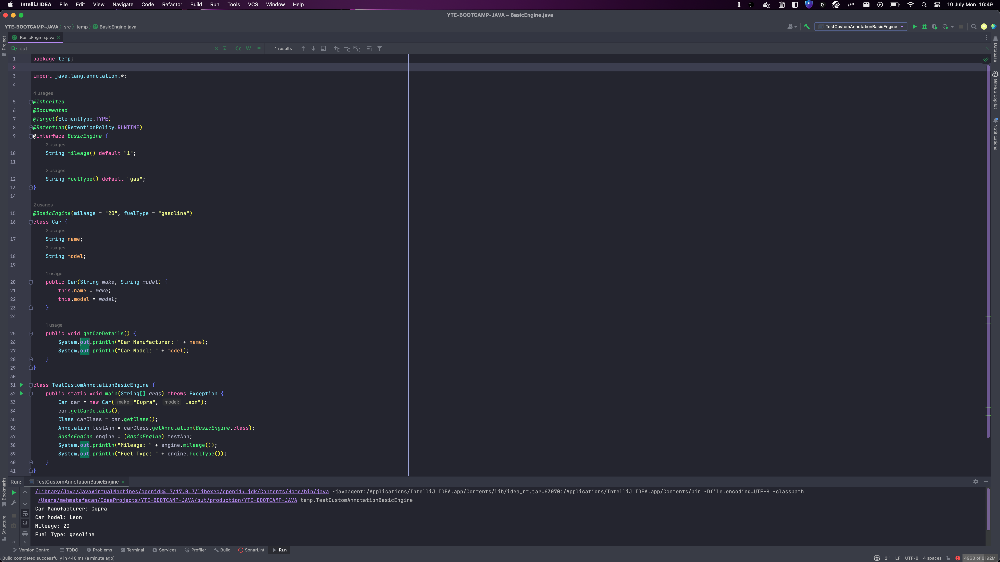 IntelliJ IDEA File Edit View Navigate Code Refactor Build Run Tools VCS Window Help 10 July Mon 16:49
YTE-BOOTCAMP-JAVA – BasicEngine.java
YTE-BOOTCAMP-JAVA src temp BasicEngine.java TestCustomAnnotationBasicEngine
BasicEngine.java
out Cc W .* 4 results
Project
Database
GitHub Copilot
Notifications
1 package temp;
2
3 import java.lang.annotation.*;
4
4 usages
5 @Inherited
6 @Documented
7 @Target(ElementType.TYPE)
8 @Retention(RetentionPolicy.RUNTIME)
9 @interface BasicEngine {
2 usages
10 String mileage() default "1";
11
2 usages
12 String fuelType() default "gas";
13 }
14
2 usages
15 @BasicEngine(mileage = "20", fuelType = "gasoline")
16 class Car {
2 usages
17 String name;
2 usages
18 String model;
19
1 usage
20 public Car(String make, String model) {
21 this.name = make;
22 this.model = model;
23 }
24
1 usage
25 public void getCarDetails() {
26 System.out.println("Car Manufacturer: " + name);
27 System.out.println("Car Model: " + model);
28 }
29 }
30
31 class TestCustomAnnotationBasicEngine {
32 public static void main(String[] args) throws Exception {
33 Car car = new Car( make: "Cupra", model: "Leon");
34 car.getCarDetails();
35 Class carClass = car.getClass();
36 Annotation testAnn = carClass.getAnnotation(BasicEngine.class);
37 BasicEngine engine = (BasicEngine) testAnn;
38 System.out.println("Mileage: " + engine.mileage());
39 System.out.println("Fuel Type: " + engine.fuelType());
40 }
41 }
Bookmarks
Structure
Run: TestCustomAnnotationBasicEngine
/Library/Java/JavaVirtualMachines/openjdk@17/17.0.7/libexec/openjdk.jdk/Contents/Home/bin/java -javaagent:/Applications/IntelliJ IDEA.app/Contents/lib/idea_rt.jar=63070:/Applications/IntelliJ IDEA.app/Contents/bin -Dfile.encoding=UTF-8 -classpath
/Users/mehmetafacan/IdeaProjects/YTE-BOOTCAMP-JAVA/out/production/YTE-BOOTCAMP-JAVA temp.TestCustomAnnotationBasicEngine
Car Manufacturer: Cupra
Car Model: Leon
Mileage: 20
Fuel Type: gasoline
Version Control TODO Problems Terminal Services Profiler Build SonarLint Run
Build completed successfully in 440 ms (a minute ago) 2:1 LF UTF-8 4 spaces 4963 of 8192M